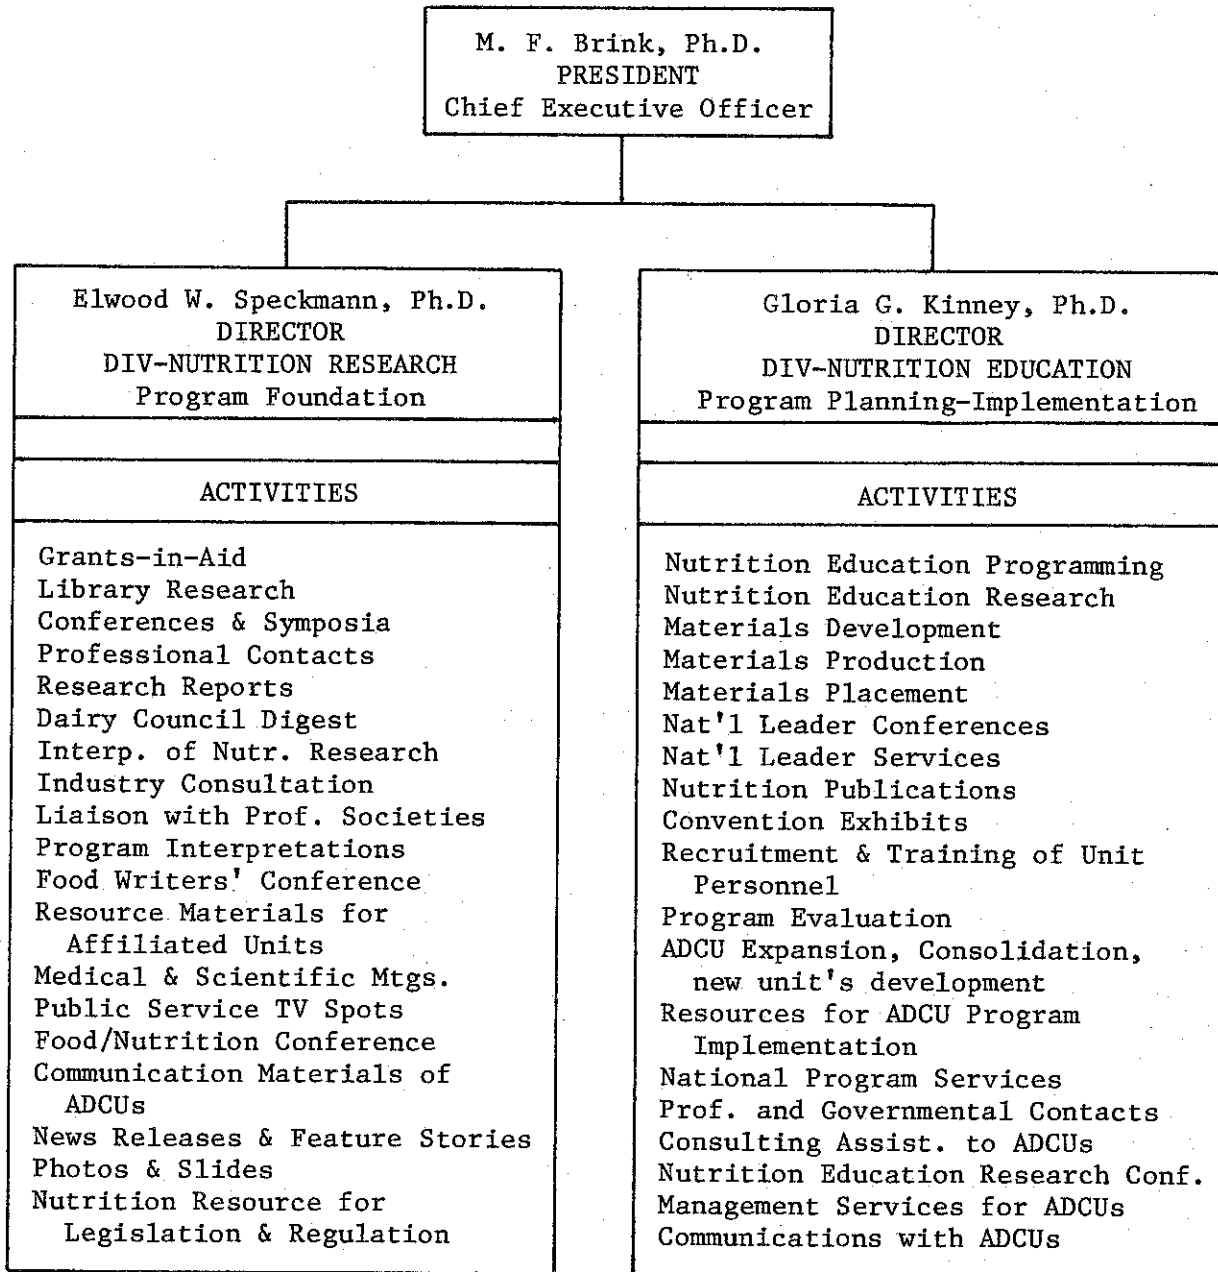 M. F. Brink, Ph.D.
PRESIDENT
Chief Executive Officer
Elwood W. Speckmann, Ph.D.
DIRECTOR
DIV-NUTRITION RESEARCH
Program Foundation
ACTIVITIES
Grants-in-Aid
Library Research
Conferences & Symposia
Professional Contacts
Research Reports
Dairy Council Digest
Interp. of Nutr. Research
Industry Consultation
Liaison with Prof. Societies
Program Interpretations
Food Writers' Conference
Resource Materials for
Affiliated Units
Medical & Scientific Mtgs.
Public Service TV Spots
Food/Nutrition Conference
Communication Materials of
ADCUs
News Releases & Feature Stories
Photos & Slides
Nutrition Resource for
Legislation & Regulation
Gloria G. Kinney, Ph.D.
DIRECTOR
DIV-NUTRITION EDUCATION
Program Planning-Implementation
ACTIVITIES
Nutrition Education Programming
Nutrition Education Research
Materials Development
Materials Production
Materials Placement
Nat'l Leader Conferences
Nat'l Leader Services
Nutrition Publications
Convention Exhibits
Recruitment & Training of Unit
Personnel
Program Evaluation
ADCU Expansion, Consolidation,
new unit's development
Resources for ADCU Program
Implementation
National Program Services
Prof. and Governmental Contacts
Consulting Assist. to ADCUs
Nutrition Education Research Conf.
Management Services for ADCUs
Communications with ADCUs